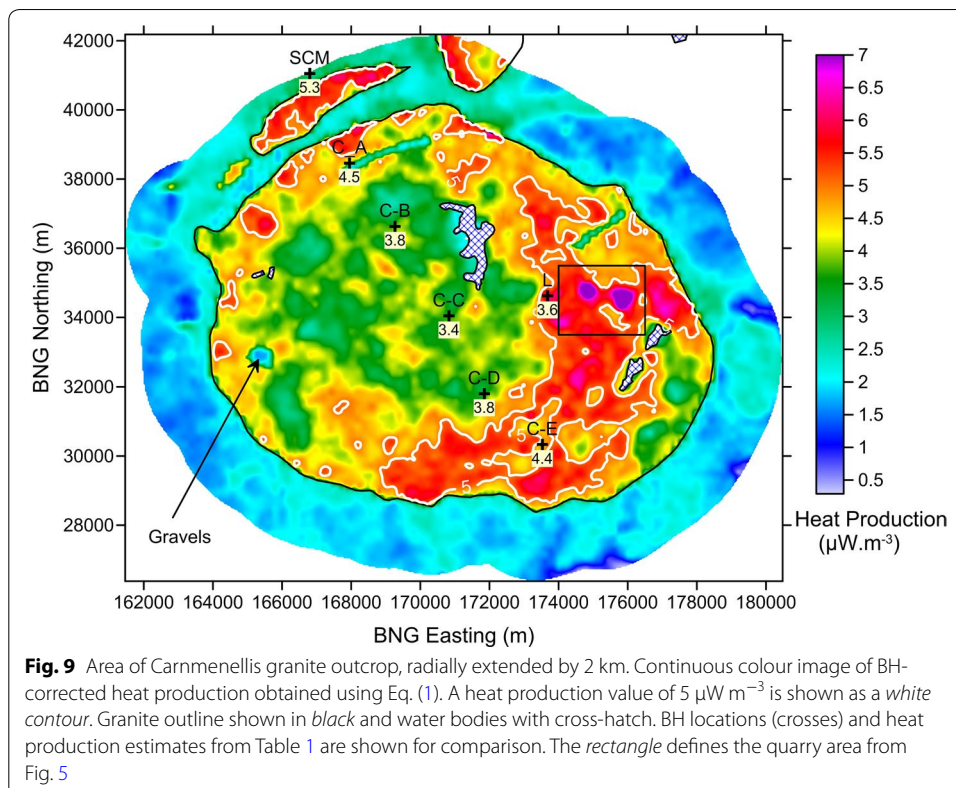 42000
40000
38000
36000
34000
32000
30000
28000
BNG Northing (m)
SCM
5.3
C A
4.5
5
C-B
3.8
L
3.6
C-C
3.4
5
C-D
3.8
5
C-E
4.4
5
Gravels
162000 164000 166000 168000 170000 172000 174000 176000 178000 180000
BNG Easting (m)
7
6.5
6
5.5
5
4.5
4
3.5
3
2.5
2
1.5
1
0.5
Heat Production
(µW.m-3)
Fig. 9 Area of Carnmenellis granite outcrop, radially extended by 2 km. Continuous colour image of BH-
corrected heat production obtained using Eq. (1). A heat production value of 5 µW m−3 is shown as a white
contour. Granite outline shown in black and water bodies with cross-hatch. BH locations (crosses) and heat
production estimates from Table 1 are shown for comparison. The rectangle defines the quarry area from
Fig. 5